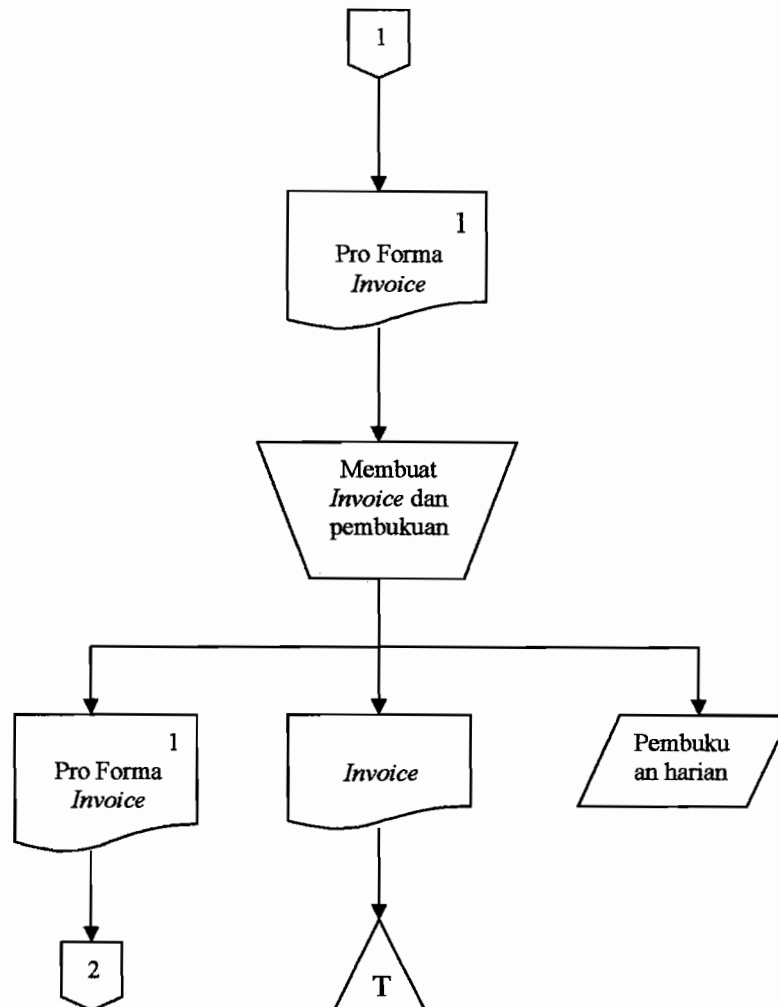 1
1
Pro Forma
Invoice
Membuat
Invoice dan
pembukuan
1
Pro Forma
Invoice
Invoice
Pembuku
an harian
2
T